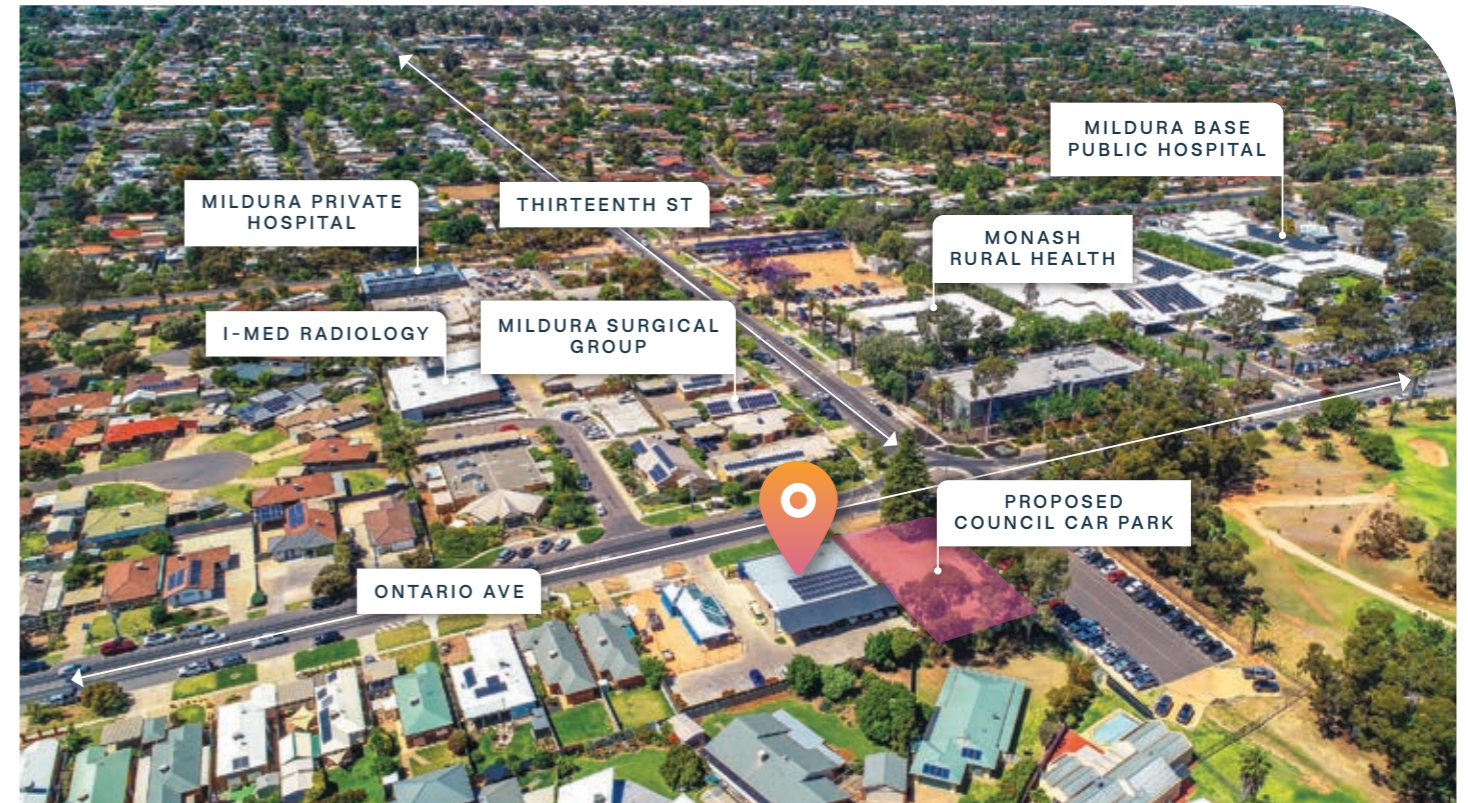 MILDURA BASE
PUBLIC HOSPITAL
MILDURA PRIVATE
HOSPITAL
THIRTEENTH ST
MONASH
RURAL HEALTH
I-MED RADIOLOGY
MILDURA SURGICAL
GROUP
PROPOSED
COUNCIL CAR PARK
ONTARIO AVE